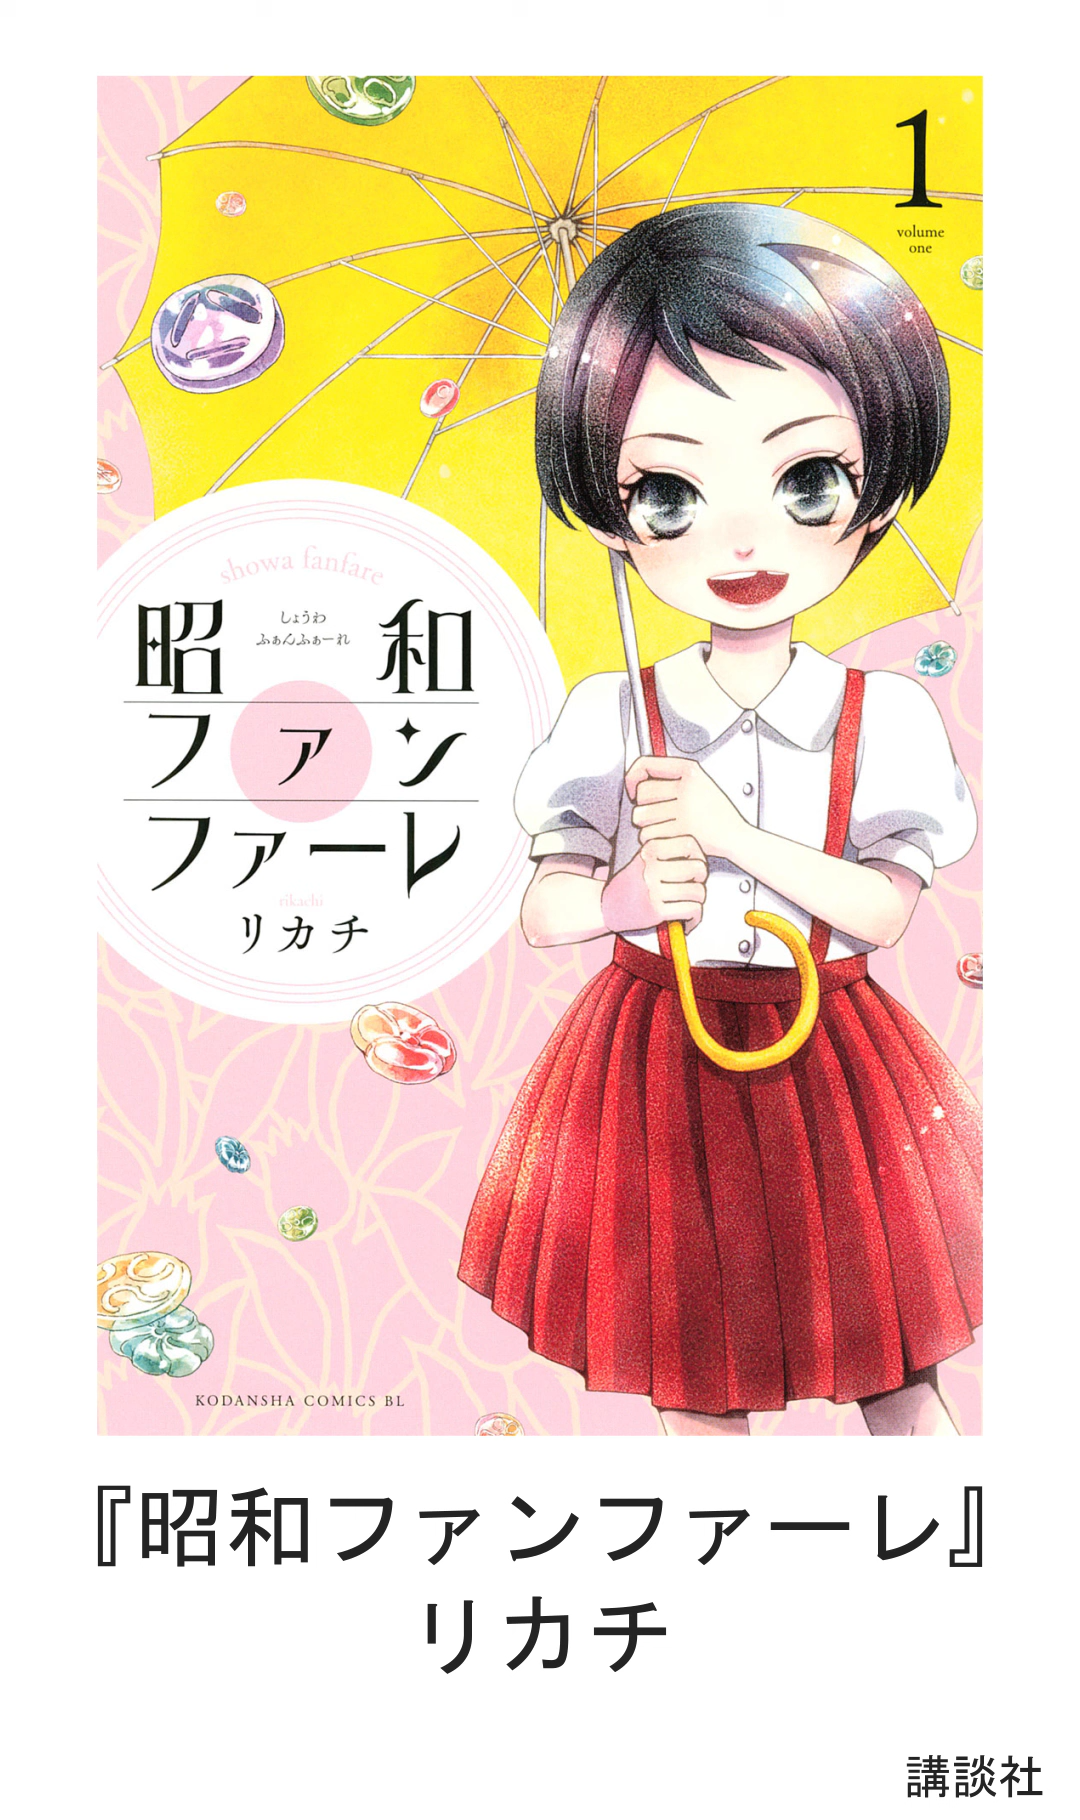 1
volume
one
showa fanfare
昭和
しょうわ
ふぁんふぁーれ
ファン
ファーレ
rikachi
リカチ
KODANSHA COMICS BL
『昭和ファンファーレ』
リカチ
講談社